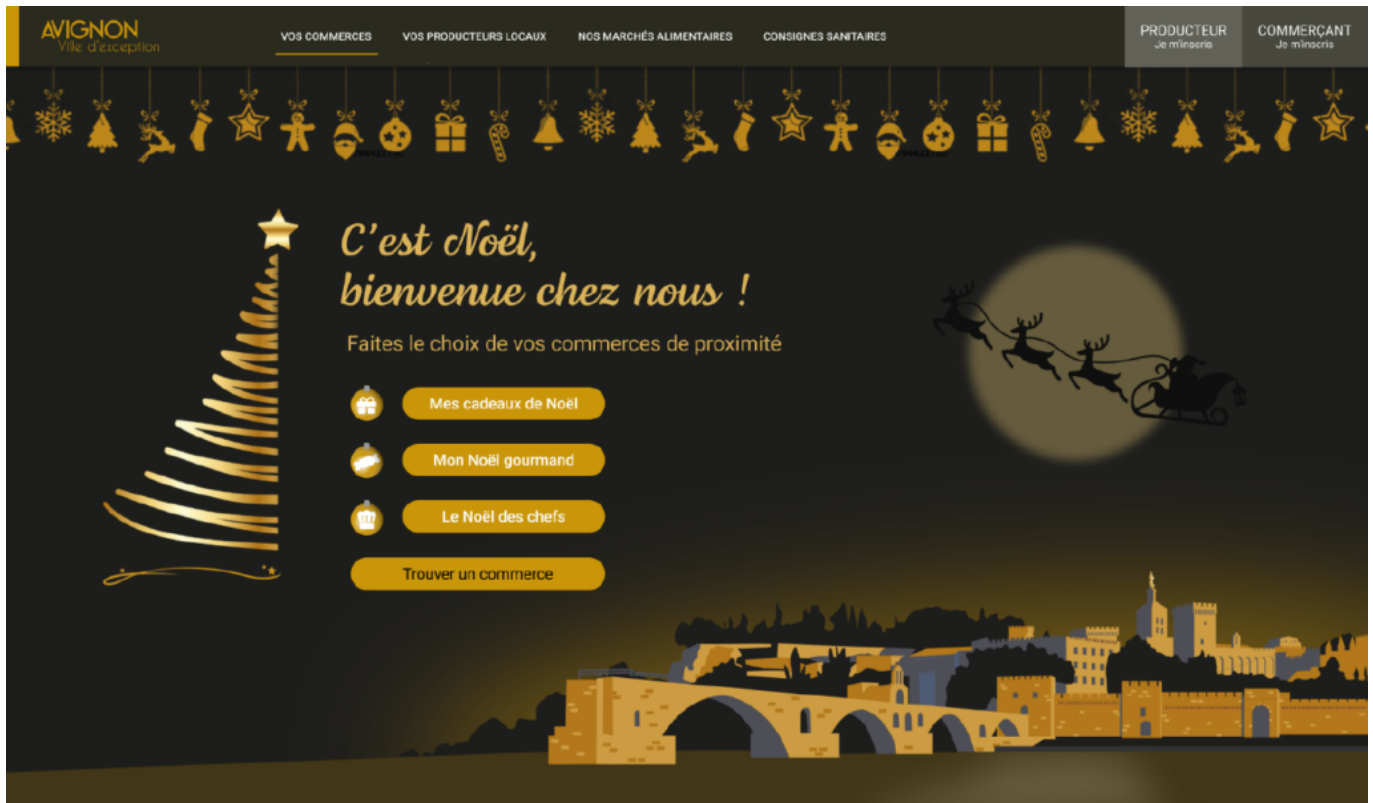 AVIGNON
Ville d'exception
VOS COMMERCES
VOS PRODUCTEURS LOCAUX
NOS MARCHÉS ALIMENTAIRES
CONSIGNES SANITAIRES
PRODUCTEUR
Je m'inscris
COMMERÇANT
Je m'inscris
C'est Noël,
bienvenue chez nous !
Faites le choix de vos commerces de proximité
Mes cadeaux de Noël
Mon Noël gourmand
Le Noël des chefs
Trouver un commerce